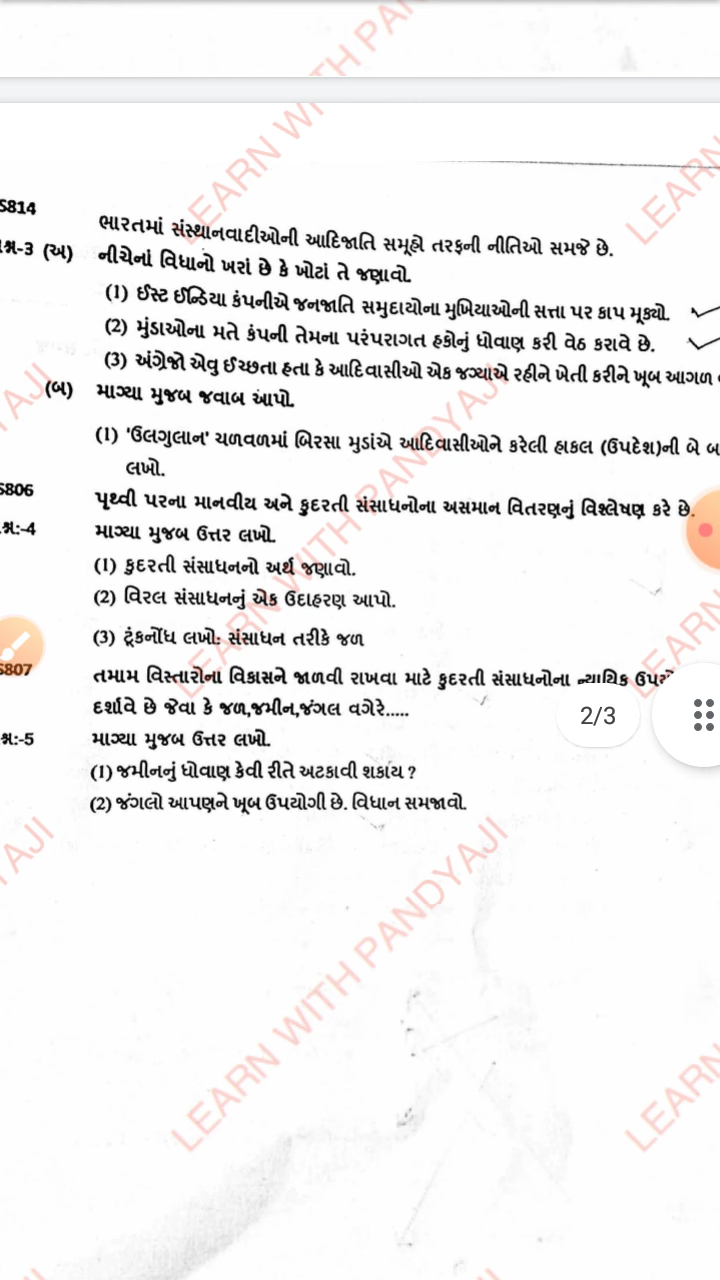 S814
ભારતમાં સંસ્થાનવાદીઓની આદિજાતિ સમૂહો તરફની નીતિઓ સમજે છે.
શ્ન-3 (અ) નીચેનાં વિધાનો ખરાં છે કે ખોટાં તે જણાવો.
(1) ઈસ્ટ ઈન્ડિયા કંપનીએ જનજાતિ સમુદાયોના મુખિયાઓની સત્તા પર કાપ મૂક્યો.
(2) મુંડાઓના મતે કંપની તેમના પરંપરાગત હકોનું ધોવાણ કરી વેઠ કરાવે છે.
(3) અંગ્રેજો એવુ ઈચ્છતા હતા કે આદિવાસીઓ એક જગ્યાએ રહીને ખેતી કરીને ખૂબ આગળ
(બ) માગ્યા મુજબ જવાબ આપો.
(1) 'ઉલગુલાન' ચળવળમાં બિરસા મુડાંએ આદિવાસીઓને કરેલી હાકલ (ઉપદેશ)ની બે બ
લખો.
S806 પૃથ્વી પરના માનવીય અને કુદરતી સંસાધનોના અસમાન વિતરણનું વિશ્લેષણ કરે છે.
શ્ન:-4 માગ્યા મુજબ ઉત્તર લખો.
(1) કુદરતી સંસાધનનો અર્થ જણાવો.
(2) વિરલ સંસાધનનું એક ઉદાહરણ આપો.
(3) ટૂંકનોંધ લખો: સંસાધન તરીકે જળ
S807 તમામ વિસ્તારોના વિકાસને જાળવી રાખવા માટે કુદરતી સંસાધનોના ન્યાયિક
દર્શાવે છે જેવા કે જળ,જમીન,જંગલ વગેરે.....
2/3
શ્ન:-5 માગ્યા મુજબ ઉત્તર લખો.
(1) જમીનનું ધોવાણ કેવી રીતે અટકાવી શકાય ?
(2) જંગલો આપણને ખૂબ ઉપયોગી છે. વિધાન સમજાવો.
LEARN WITH PANDYAJI